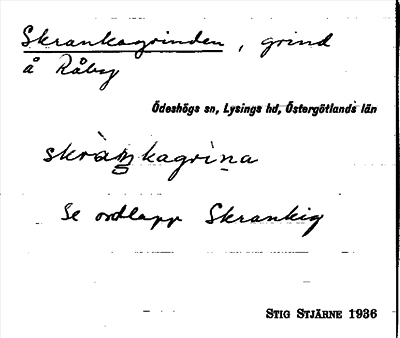 Skrankagrinden, grind
å Råby
Ödeshögs sn, Lysings hd, Östergötlands län
skràŋkagrìna
Se ordlapp Skrankig
STIG STJÄRNE 1936